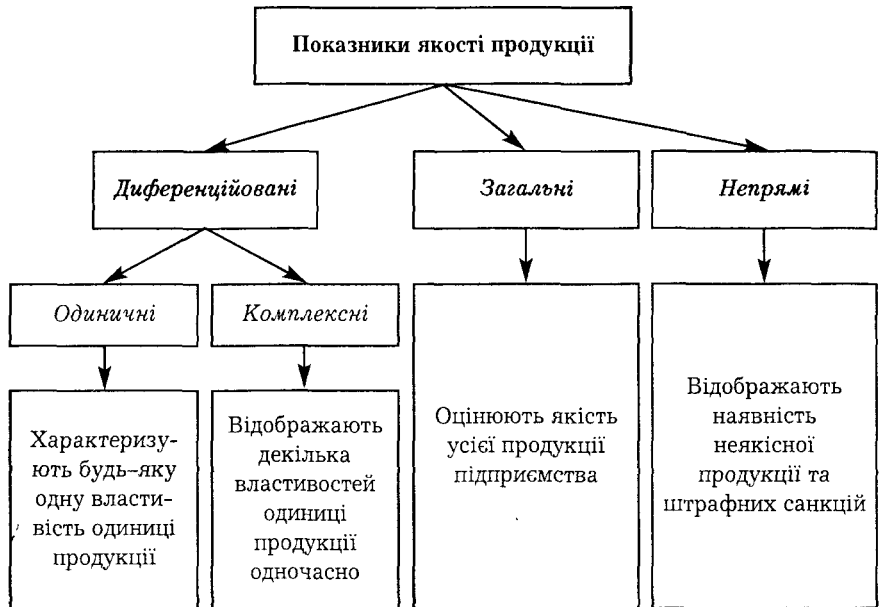 Показники якості продукції
Диференційовані
Загальні
Непрямі
Одиничні
Комплексні
Характеризу-
ють будь-яку
одну власти-
вість одиниці
продукції
Відображають
декілька
властивостей
одиниці
продукції
одночасно
Оцінюють якість
усієї продукції
підприємства
Відображають
наявність
неякісної
продукції та
штрафних санкцій